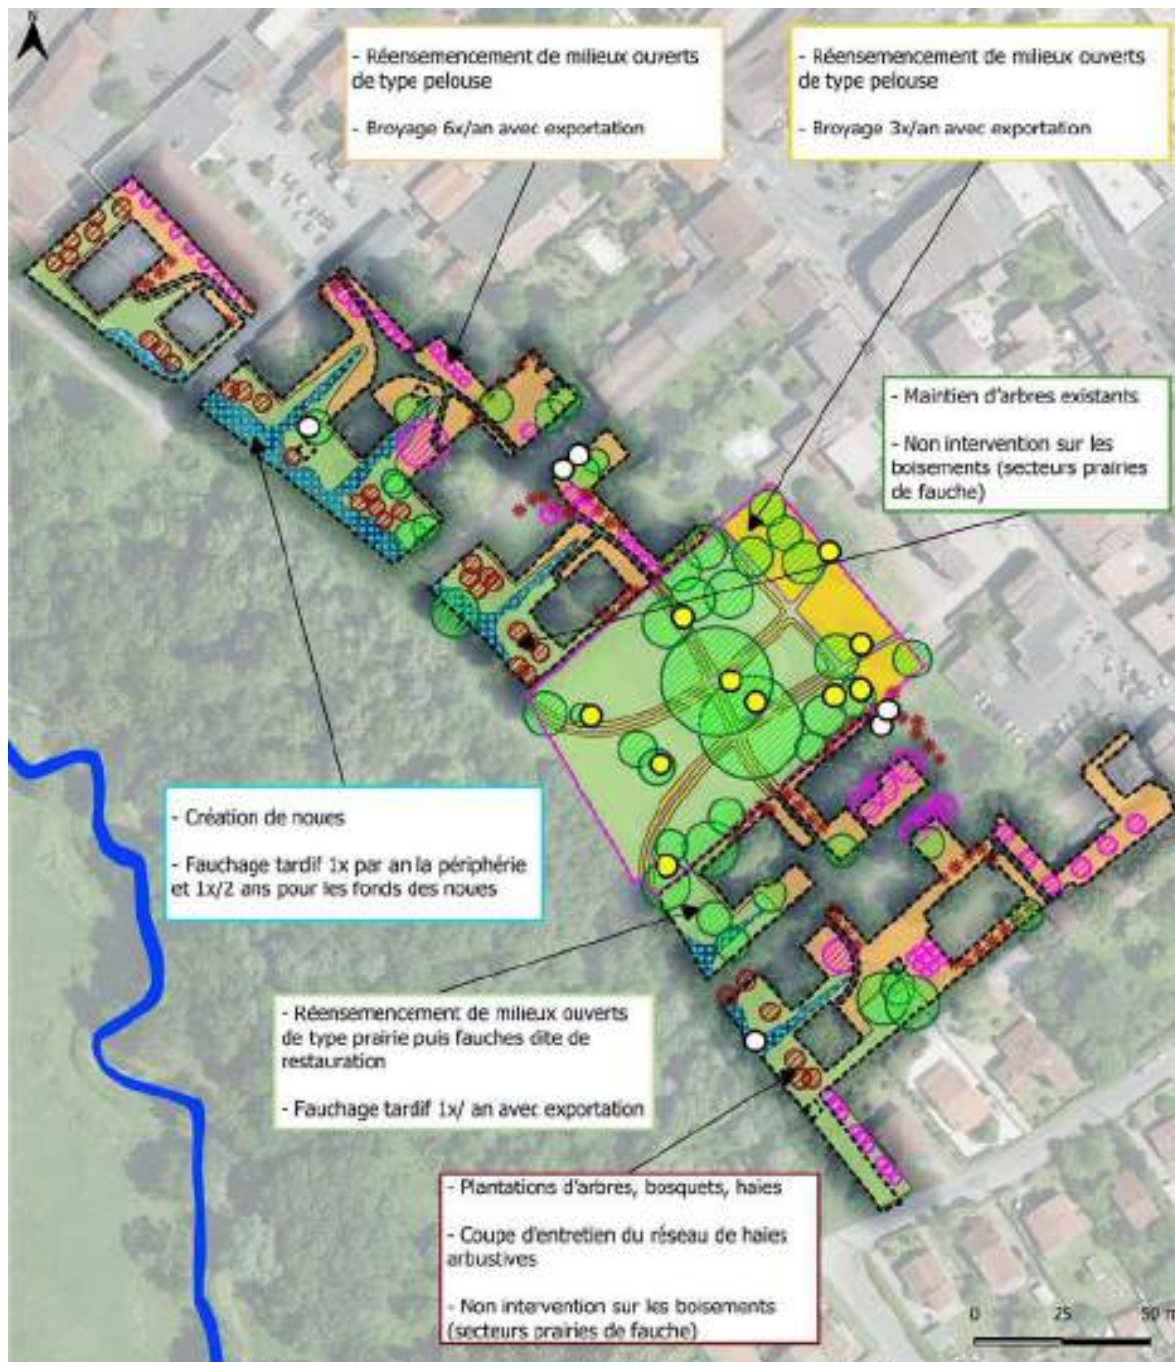 N
- Réensemencement de milieux ouverts
de type pelouse
- Broyage 6x/an avec exportation
- Réensemencement de milieux ouverts
de type pelouse
- Broyage 3x/an avec exportation
- Maintien d'arbres existants
- Non intervention sur les
boisements (secteurs prairies
de fauche)
- Création de noues
- Fauchage tardif 1x par an la périphérie
et 1x/2 ans pour les fonds des noues
- Réensemencement de milieux ouverts
de type prairie puis fauches dite de
restauration
- Fauchage tardif 1x/ an avec exportation
- Plantations d'arbres, bosquets, haies
- Coupe d'entretien du réseau de haies
arbustives
- Non intervention sur les boisements
(secteurs prairies de fauche)
0 25 50 m